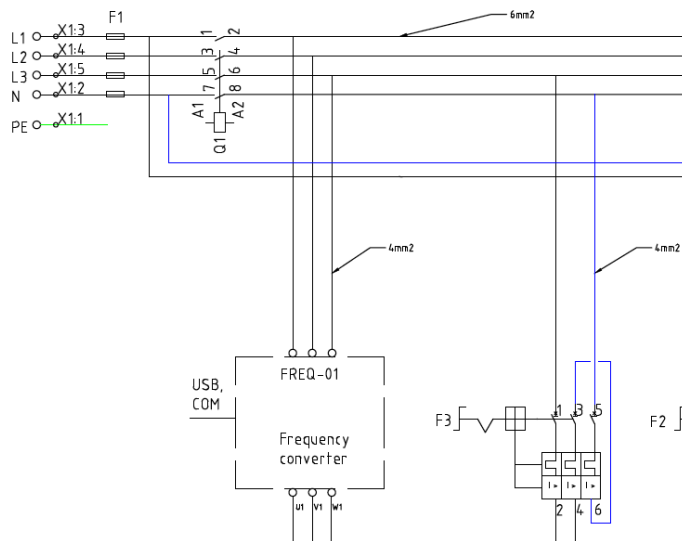 F1
6mm2
L1 X1:3 1 2
L2 X1:4 3 4
L3 X1:5 5 6
N X1:2 7 8
A1 A2
PE X1:1
Q1
4mm2
4mm2
FREQ-01
USB,
COM
Frequency
converter
F3 1 3 5 F2
I> I> I>
U1 V1 W1 2 4 6